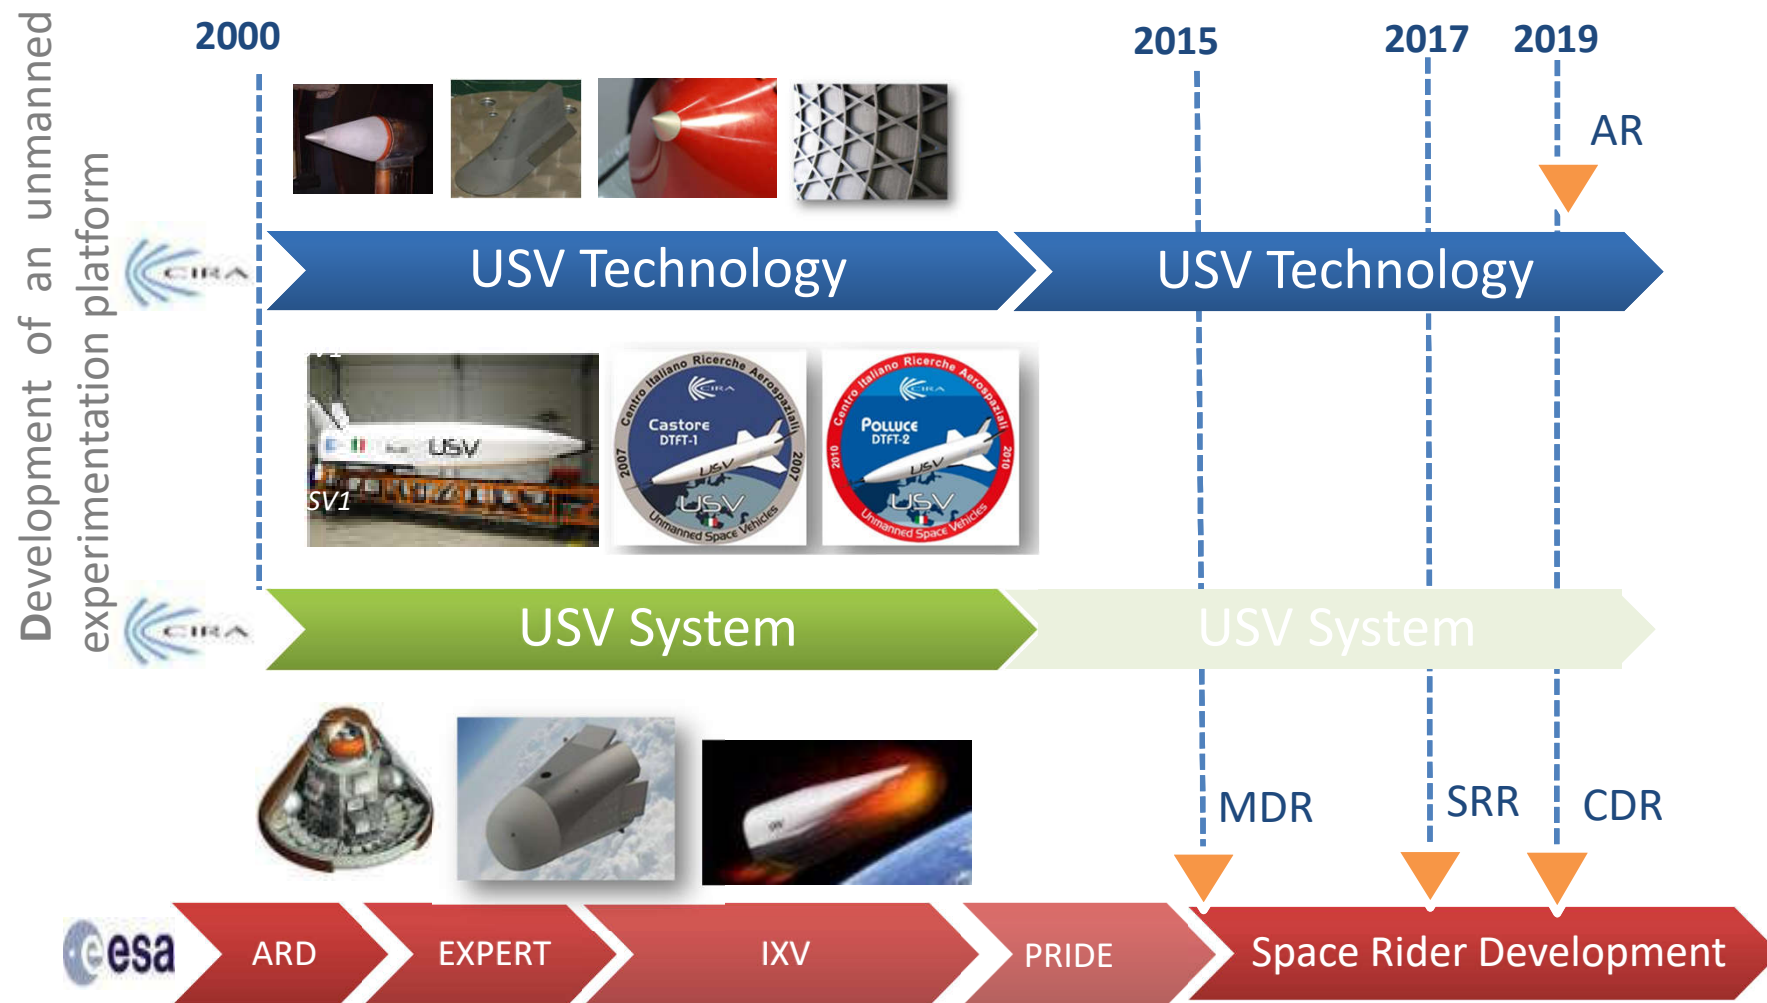 Development of an unmanned
experimentation platform
2000
2015
2017
2019
AR
CIRA
USV Technology
USV Technology
V1
USV
SV1
Centro Italiano Ricerche Aerospaziali
CIRA
Castore
DTFT-1
2007
2007
USV
USV
Unmanned Space Vehicles
Centro Italiano Ricerche Aerospaziali
CIRA
Polluce
DTFT-2
2010
2010
USV
USV
Unmanned Space Vehicles
CIRA
USV System
USV System
MDR
SRR
CDR
esa
ARD
EXPERT
IXV
PRIDE
Space Rider Development